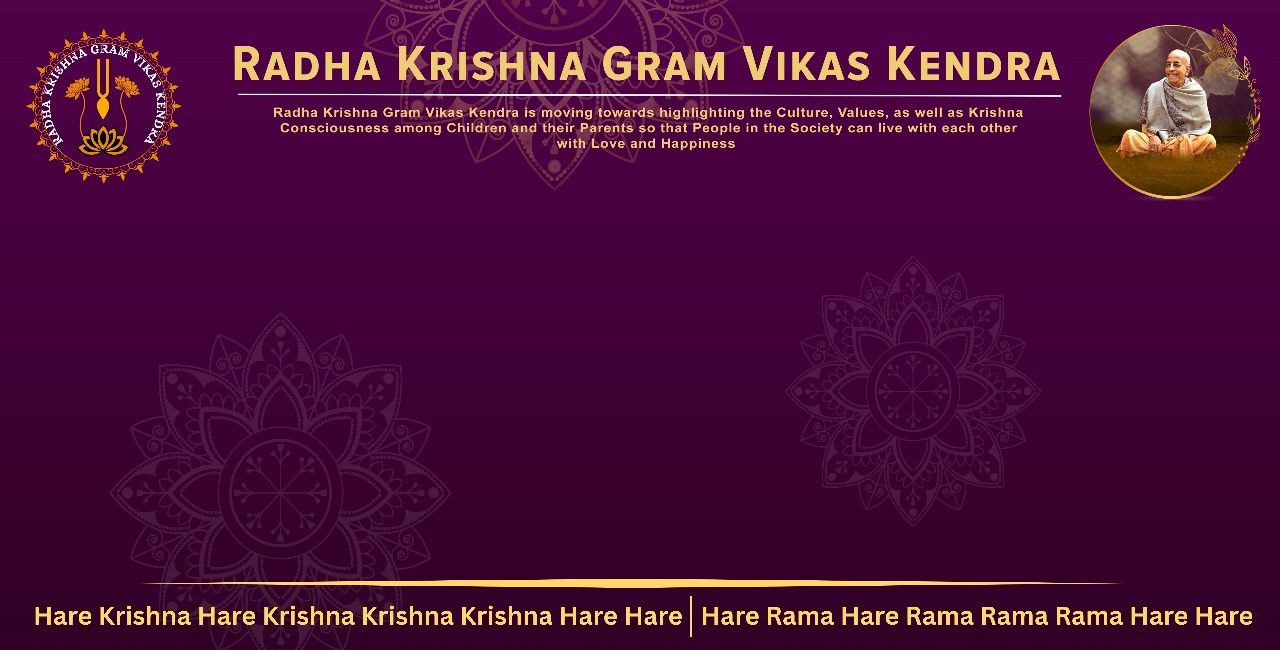 RADHA KRISHNA GRAM VIKAS KENDRA
Radha Krishna Gram Vikas Kendra
Radha Krishna Gram Vikas Kendra is moving towards highlighting the Culture, Values, as well as Krishna
Consciousness among Children and their Parents so that People in the Society can live with each other
with Love and Happiness
Hare Krishna Hare Krishna Krishna Krishna Hare Hare | Hare Rama Hare Rama Rama Rama Hare Hare